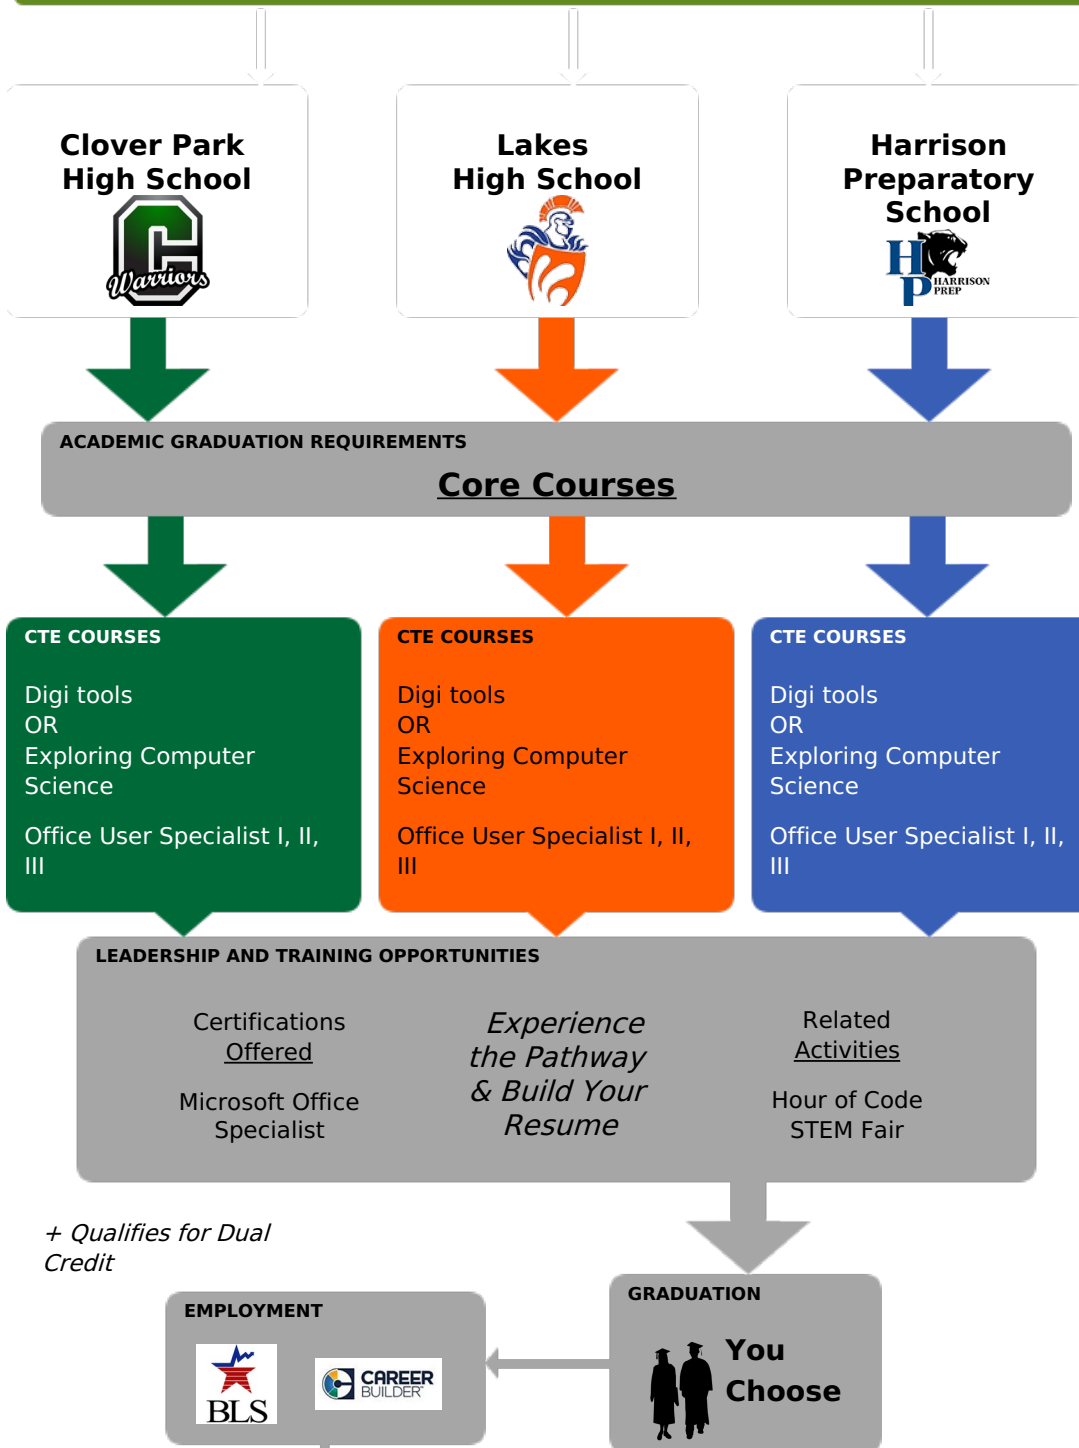 Clover Park
High School
Warriors
Lakes
High School
Harrison
Preparatory
School
HP HARRISON
PREP
ACADEMIC GRADUATION REQUIREMENTS
Core Courses
CTE COURSES
Digi tools
OR
Exploring Computer
Science
Office User Specialist I, II,
III
CTE COURSES
Digi tools
OR
Exploring Computer
Science
Office User Specialist I, II,
III
CTE COURSES
Digi tools
OR
Exploring Computer
Science
Office User Specialist I, II,
III
LEADERSHIP AND TRAINING OPPORTUNITIES
Certifications
Offered
Microsoft Office
Specialist
Experience
the Pathway
& Build Your
Resume
Related
Activities
Hour of Code
STEM Fair
+ Qualifies for Dual
Credit
EMPLOYMENT
BLS
CAREER
BUILDER
GRADUATION
You
Choose